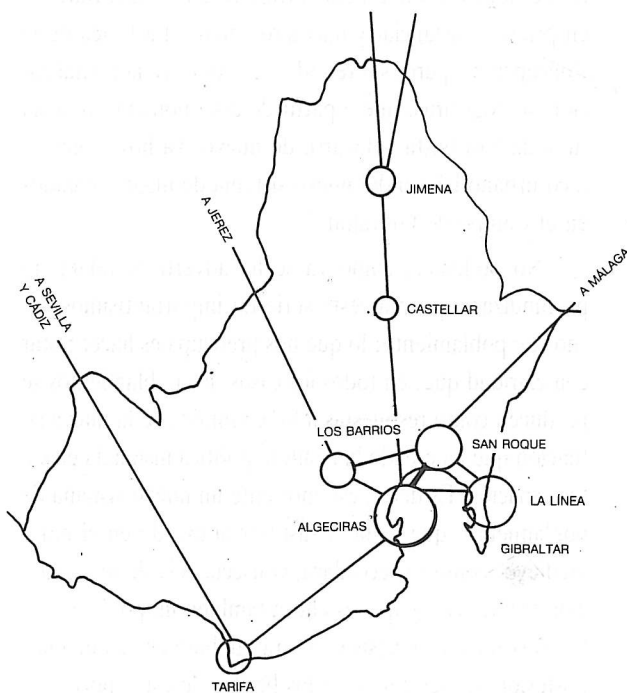 JIMENA
A JEREZ
A MÁLAGA
A SEVILLA
Y CÁDIZ
CASTELLAR
LOS BARRIOS
SAN ROQUE
LA LÍNEA
ALGECIRAS
GIBRALTAR
TARIFA